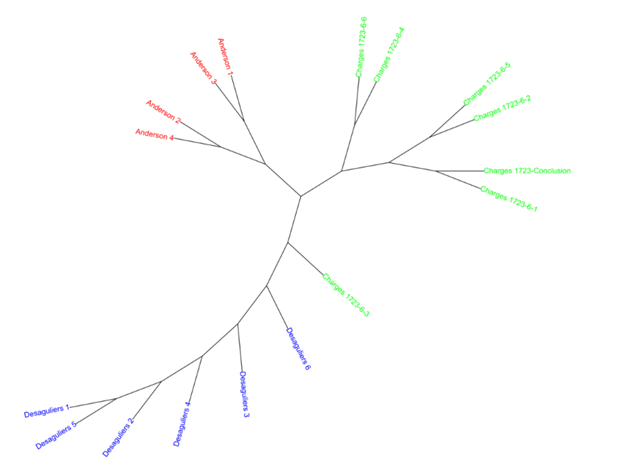 Anderson 1
Anderson 3
Anderson 2
Anderson 4
Charges 1723-6-6
Charges 1723-6-4
Charges 1723-6-5
Charges 1723-6-2
Charges 1723-Conclusion
Charges 1723-6-1
Charges 1723-6-3
Desaguliers 6
Desaguliers 3
Desaguliers 4
Desaguliers 2
Desaguliers 5
Desaguliers 1